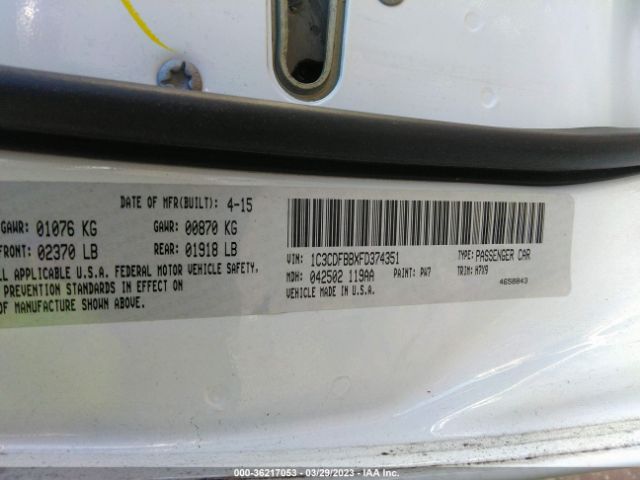 DATE OF MFR(BUILT): 4-15
GAWR: 01076 KG GAWR: 00870 KG
FRONT: 02370 LB REAR: 01918 LB
ALL APPLICABLE U.S.A. FEDERAL MOTOR VEHICLE SAFETY,
PREVENTION STANDARDS IN EFFECT ON
OF MANUFACTURE SHOWN ABOVE.
VIN: 1C3CDFBBXFD374351 TYPE: PASSENGER CAR
MDH: 042502 119AA PAINT: PW7 TRIM: H7X9
VEHICLE MADE IN U.S.A. 4650843
000-36217053 — 03/29/2023 — IAA Inc.